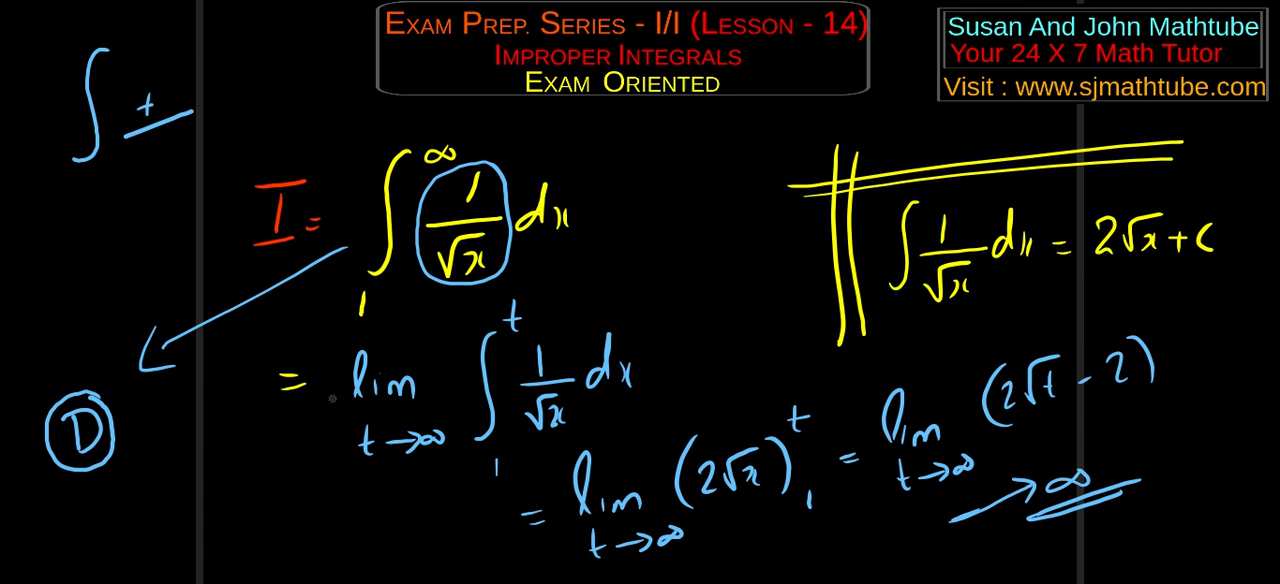 EXAM PREP. SERIES - I/I (LESSON - 14)
IMPROPER INTEGRALS
EXAM ORIENTED
Susan And John Mathtube
Your 24 X 7 Math Tutor
Visit : www.sjmathtube.com
∫ +
I = ∫₁^∞ 1/√x dx
∫ 1/√x dx = 2√x + c
= lim t→∞ ∫₁^t 1/√x dx
= lim t→∞ (2√x)₁^t = lim t→∞ (2√t - 2)
→ ∞
D